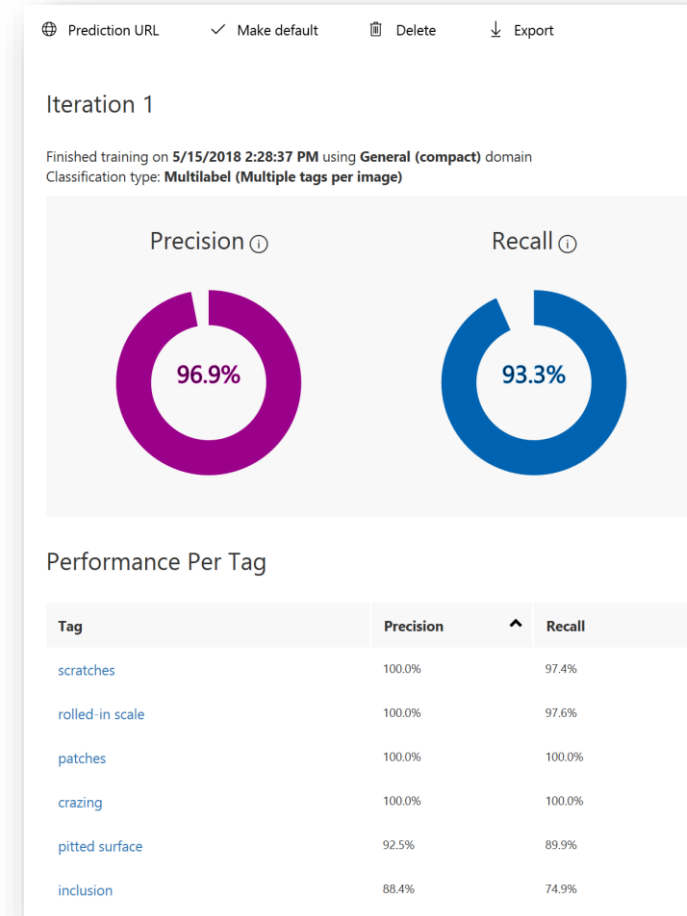 Prediction URL Make default Delete Export
Iteration 1
Finished training on 5/15/2018 2:28:37 PM using General (compact) domain
Classification type: Multilabel (Multiple tags per image)
Precision Recall
96.9% 93.3%
Performance Per Tag
Tag Precision Recall
scratches 100.0% 97.4%
rolled-in scale 100.0% 97.6%
patches 100.0% 100.0%
crazing 100.0% 100.0%
pitted surface 92.5% 89.9%
inclusion 88.4% 74.9%